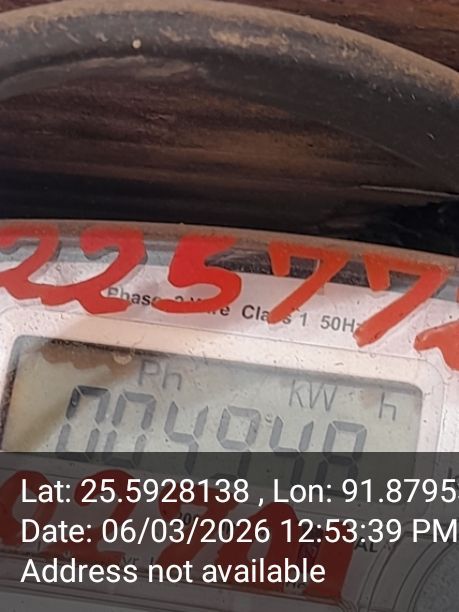 22577
Phase 2 Wire Class 1 50Hz
Ph kW h
004948
Lat: 25.5928138 , Lon: 91.8795
Date: 06/03/2026 12:53:39 PM
Address not available